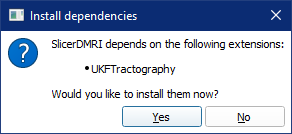 Install dependencies
SlicerDMRI depends on the following extensions:
•UKFTractography
Would you like to install them now?
Yes No